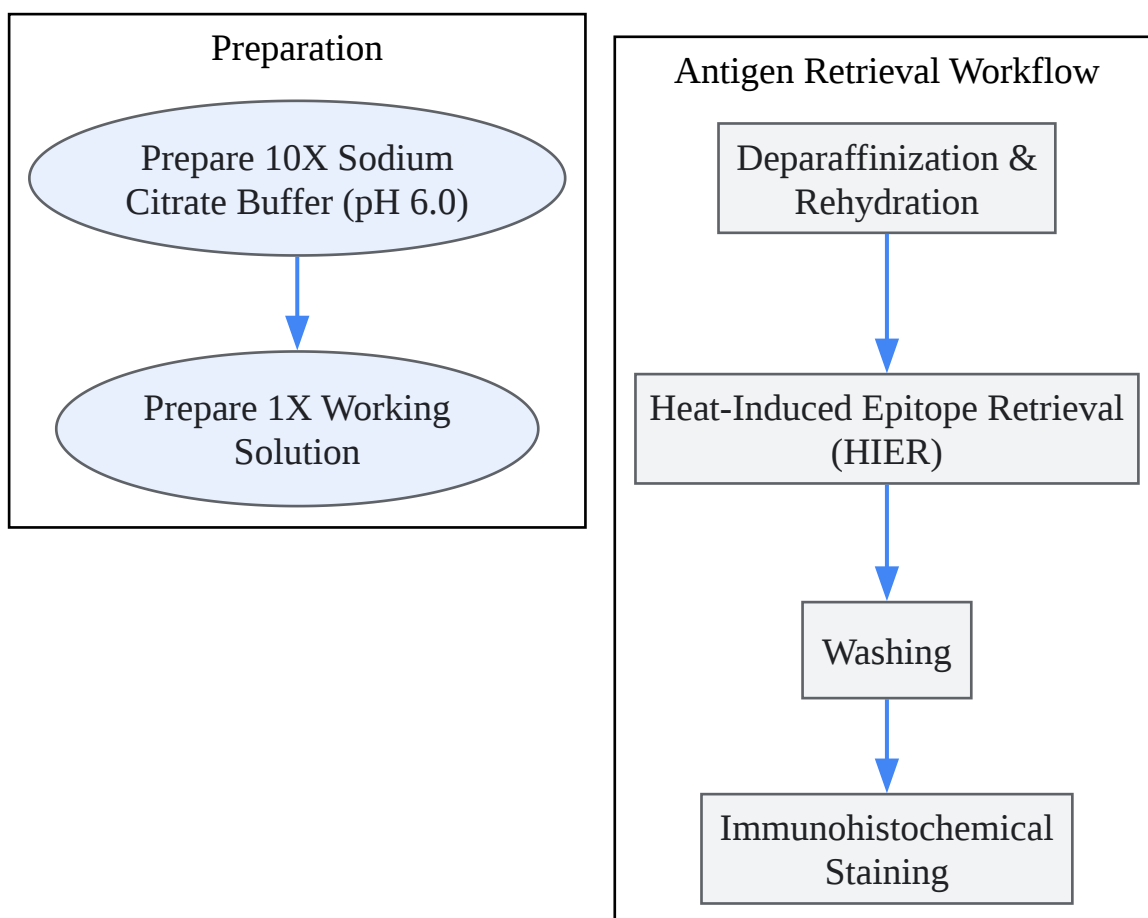 Preparation
Prepare 10X Sodium
Citrate Buffer (pH 6.0)
Prepare 1X Working
Solution
Antigen Retrieval Workflow
Deparaffinization &
Rehydration
Heat-Induced Epitope Retrieval
(HIER)
Washing
Immunohistochemical
Staining